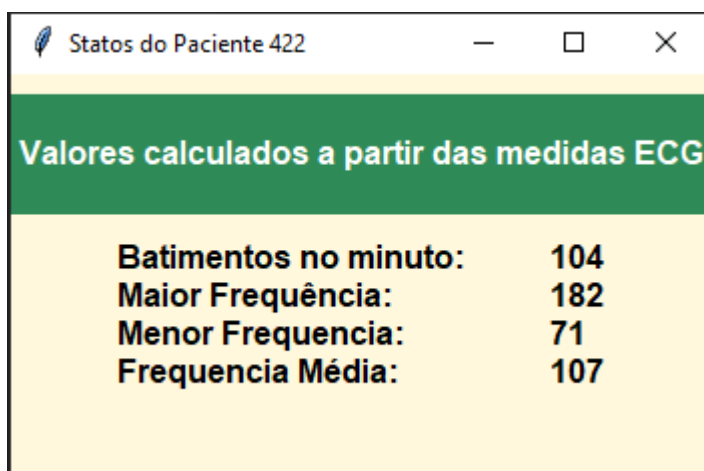 Statos do Paciente 422
Valores calculados a partir das medidas ECG
Batimentos no minuto: 104
Maior Frequência: 182
Menor Frequencia: 71
Frequencia Média: 107